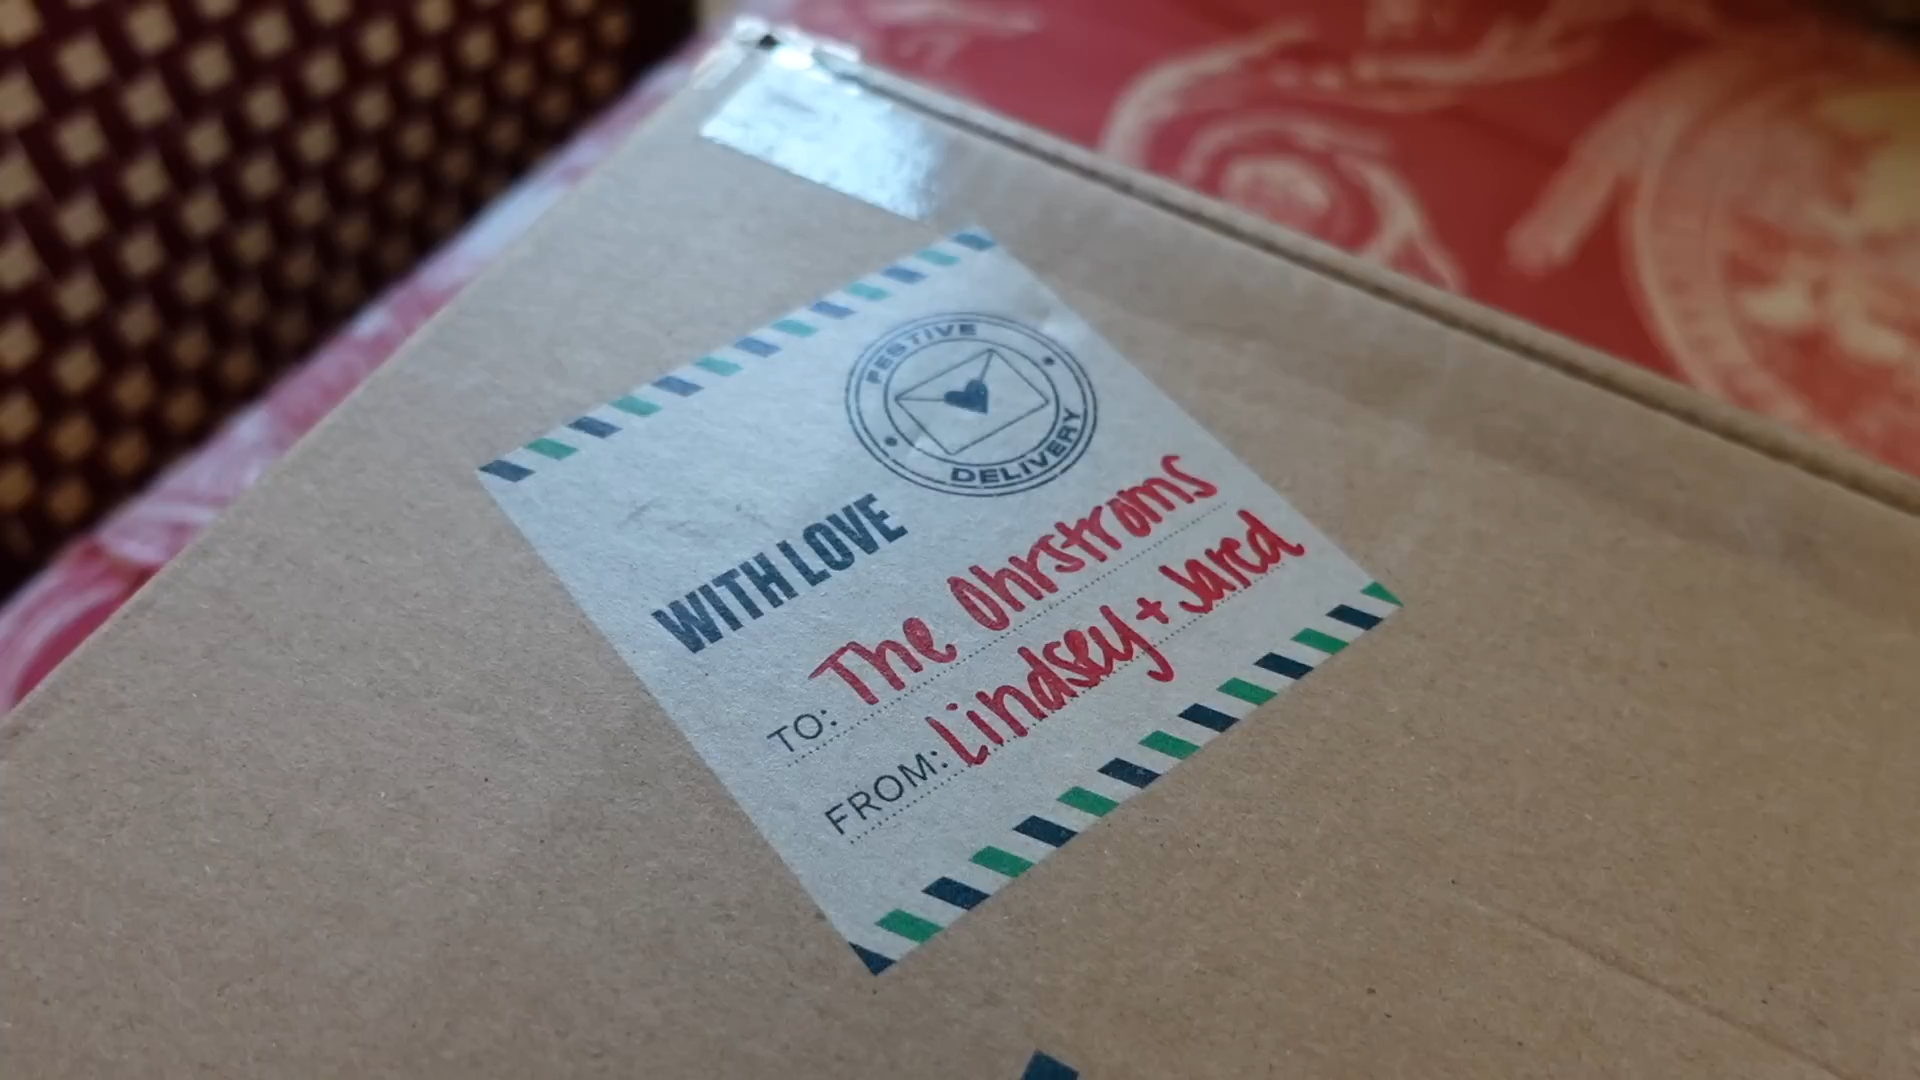 FESTIVE
DELIVERY
WITH LOVE
TO: The Ohrstroms
FROM: Lindsey + Jared